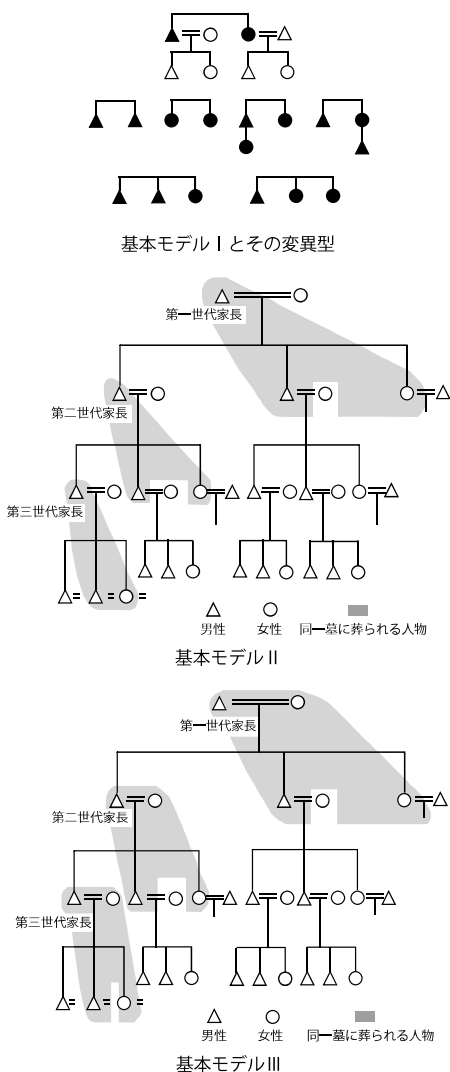 基本モデルⅠとその変異型
第一世代家長
第二世代家長
第三世代家長
男性
女性
同一墓に葬られる人物
基本モデルⅡ
第一世代家長
第二世代家長
第三世代家長
男性
女性
同一墓に葬られる人物
基本モデルⅢ